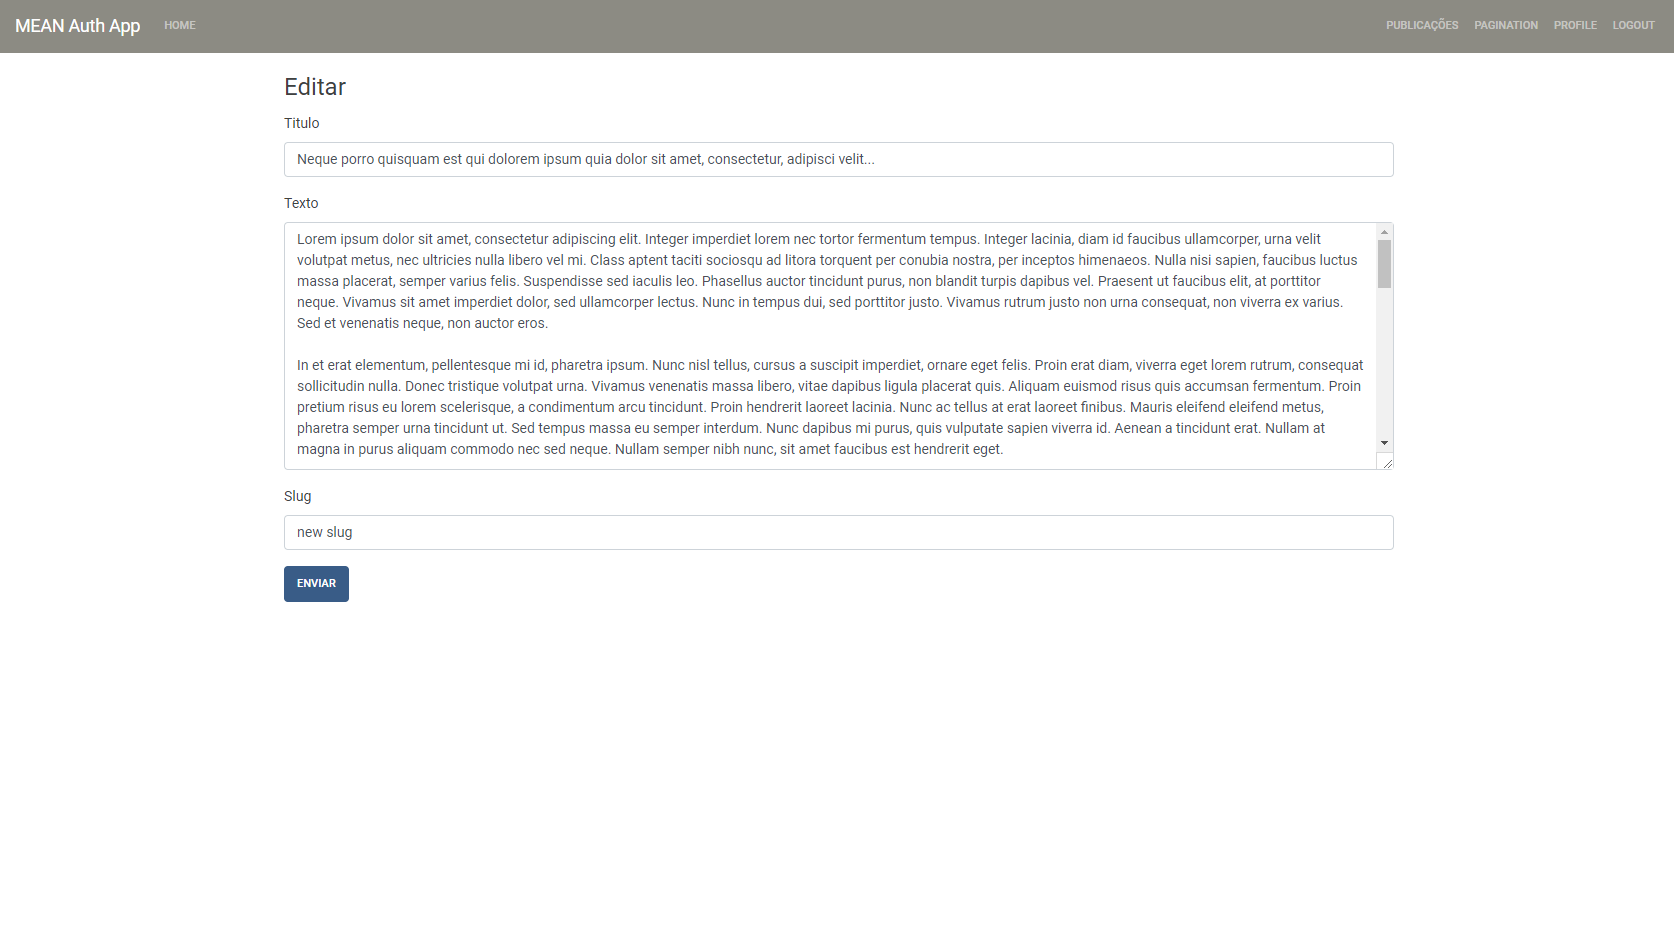 MEAN Auth App HOME PUBLICAÇÕES PAGINATION PROFILE LOGOUT
Editar
Titulo
Neque porro quisquam est qui dolorem ipsum quia dolor sit amet, consectetur, adipisci velit...
Texto
Lorem ipsum dolor sit amet, consectetur adipiscing elit. Integer imperdiet lorem nec tortor fermentum tempus. Integer lacinia, diam id faucibus ullamcorper, urna velit
volutpat metus, nec ultricies nulla libero vel mi. Class aptent taciti sociosqu ad litora torquent per conubia nostra, per inceptos himenaeos. Nulla nisi sapien, faucibus luctus
massa placerat, semper varius felis. Suspendisse sed iaculis leo. Phasellus auctor tincidunt purus, non blandit turpis dapibus vel. Praesent ut faucibus elit, at porttitor
neque. Vivamus sit amet imperdiet dolor, sed ullamcorper lectus. Nunc in tempus dui, sed porttitor justo. Vivamus rutrum justo non urna consequat, non viverra ex varius.
Sed et venenatis neque, non auctor eros.
In et erat elementum, pellentesque mi id, pharetra ipsum. Nunc nisl tellus, cursus a suscipit imperdiet, ornare eget felis. Proin erat diam, viverra eget lorem rutrum, consequat
sollicitudin nulla. Donec tristique volutpat urna. Vivamus venenatis massa libero, vitae dapibus ligula placerat quis. Aliquam euismod risus quis accumsan fermentum. Proin
pretium risus eu lorem scelerisque, a condimentum arcu tincidunt. Proin hendrerit laoreet lacinia. Nunc ac tellus at erat laoreet finibus. Mauris eleifend eleifend metus,
pharetra semper urna tincidunt ut. Sed tempus massa eu semper interdum. Nunc dapibus mi purus, quis vulputate sapien viverra id. Aenean a tincidunt erat. Nullam at
magna in purus aliquam commodo nec sed neque. Nullam semper nibh nunc, sit amet faucibus est hendrerit eget.
Slug
new slug
ENVIAR